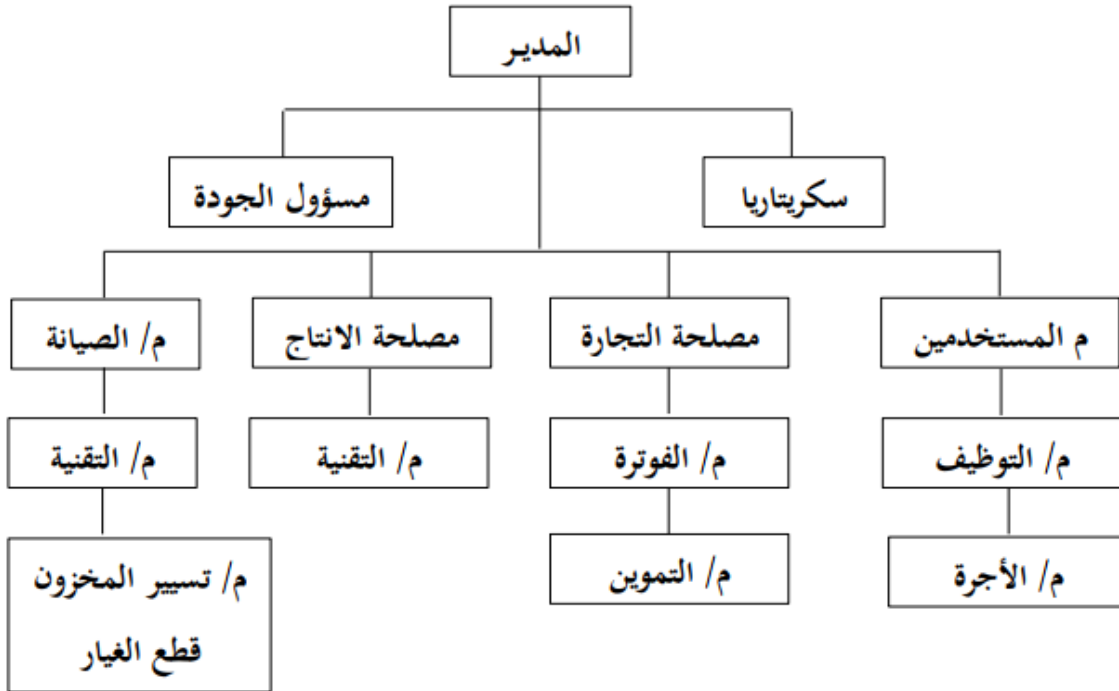 المديـر
سكريتاريا
مسؤول الجودة
م المستخدمين
مصلحة التجارة
مصلحة الانتاج
م/ الصيانة
م/ التوظيف
م/ الفوترة
م/ التقنية
م/ التقنية
م/ الأجرة
م/ التموين
م/ تسيير المخزون
قطع الغيار